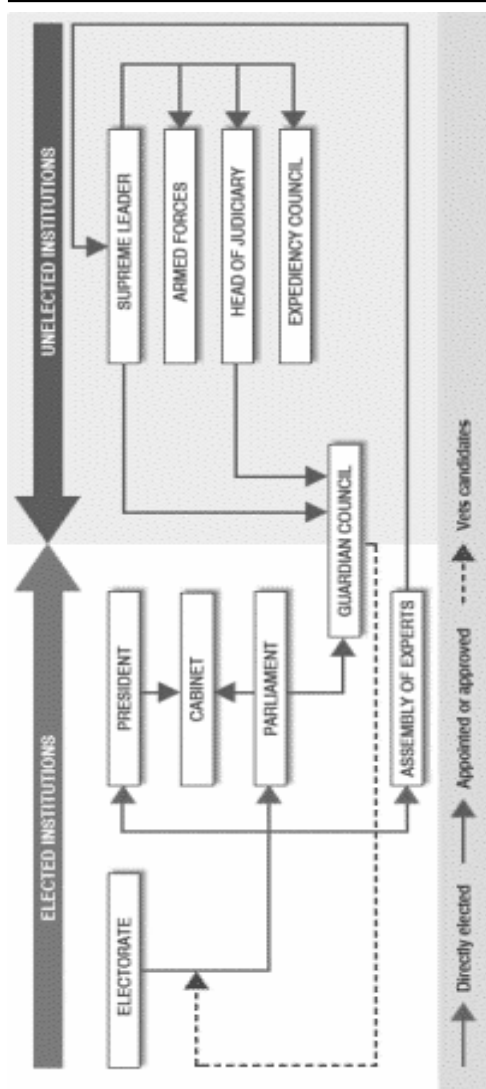 ELECTED INSTITUTIONS
UNELECTED INSTITUTIONS
ELECTORATE
PRESIDENT
CABINET
PARLIAMENT
GUARDIAN COUNCIL
ASSEMBLY OF EXPERTS
SUPREME LEADER
ARMED FORCES
HEAD OF JUDICIARY
EXPEDIENCY COUNCIL
Directly elected
Appointed or approved
Vets candidates